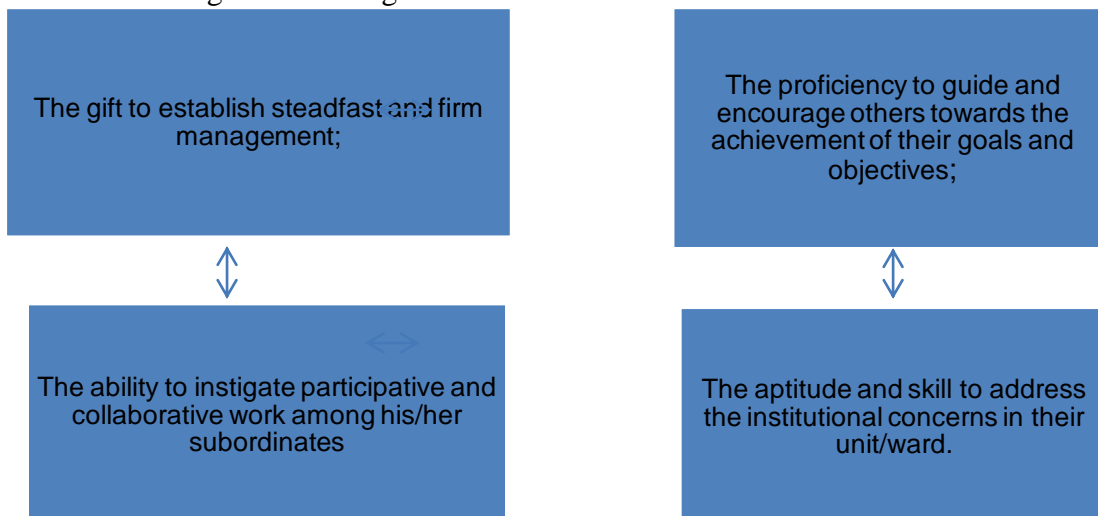 The gift to establish steadfast and firm
management;
The proficiency to guide and
encourage others towards the
achievement of their goals and
objectives;
The ability to instigate participative and
collaborative work among his/her
subordinates
The aptitude and skill to address
the institutional concerns in their
unit/ward.